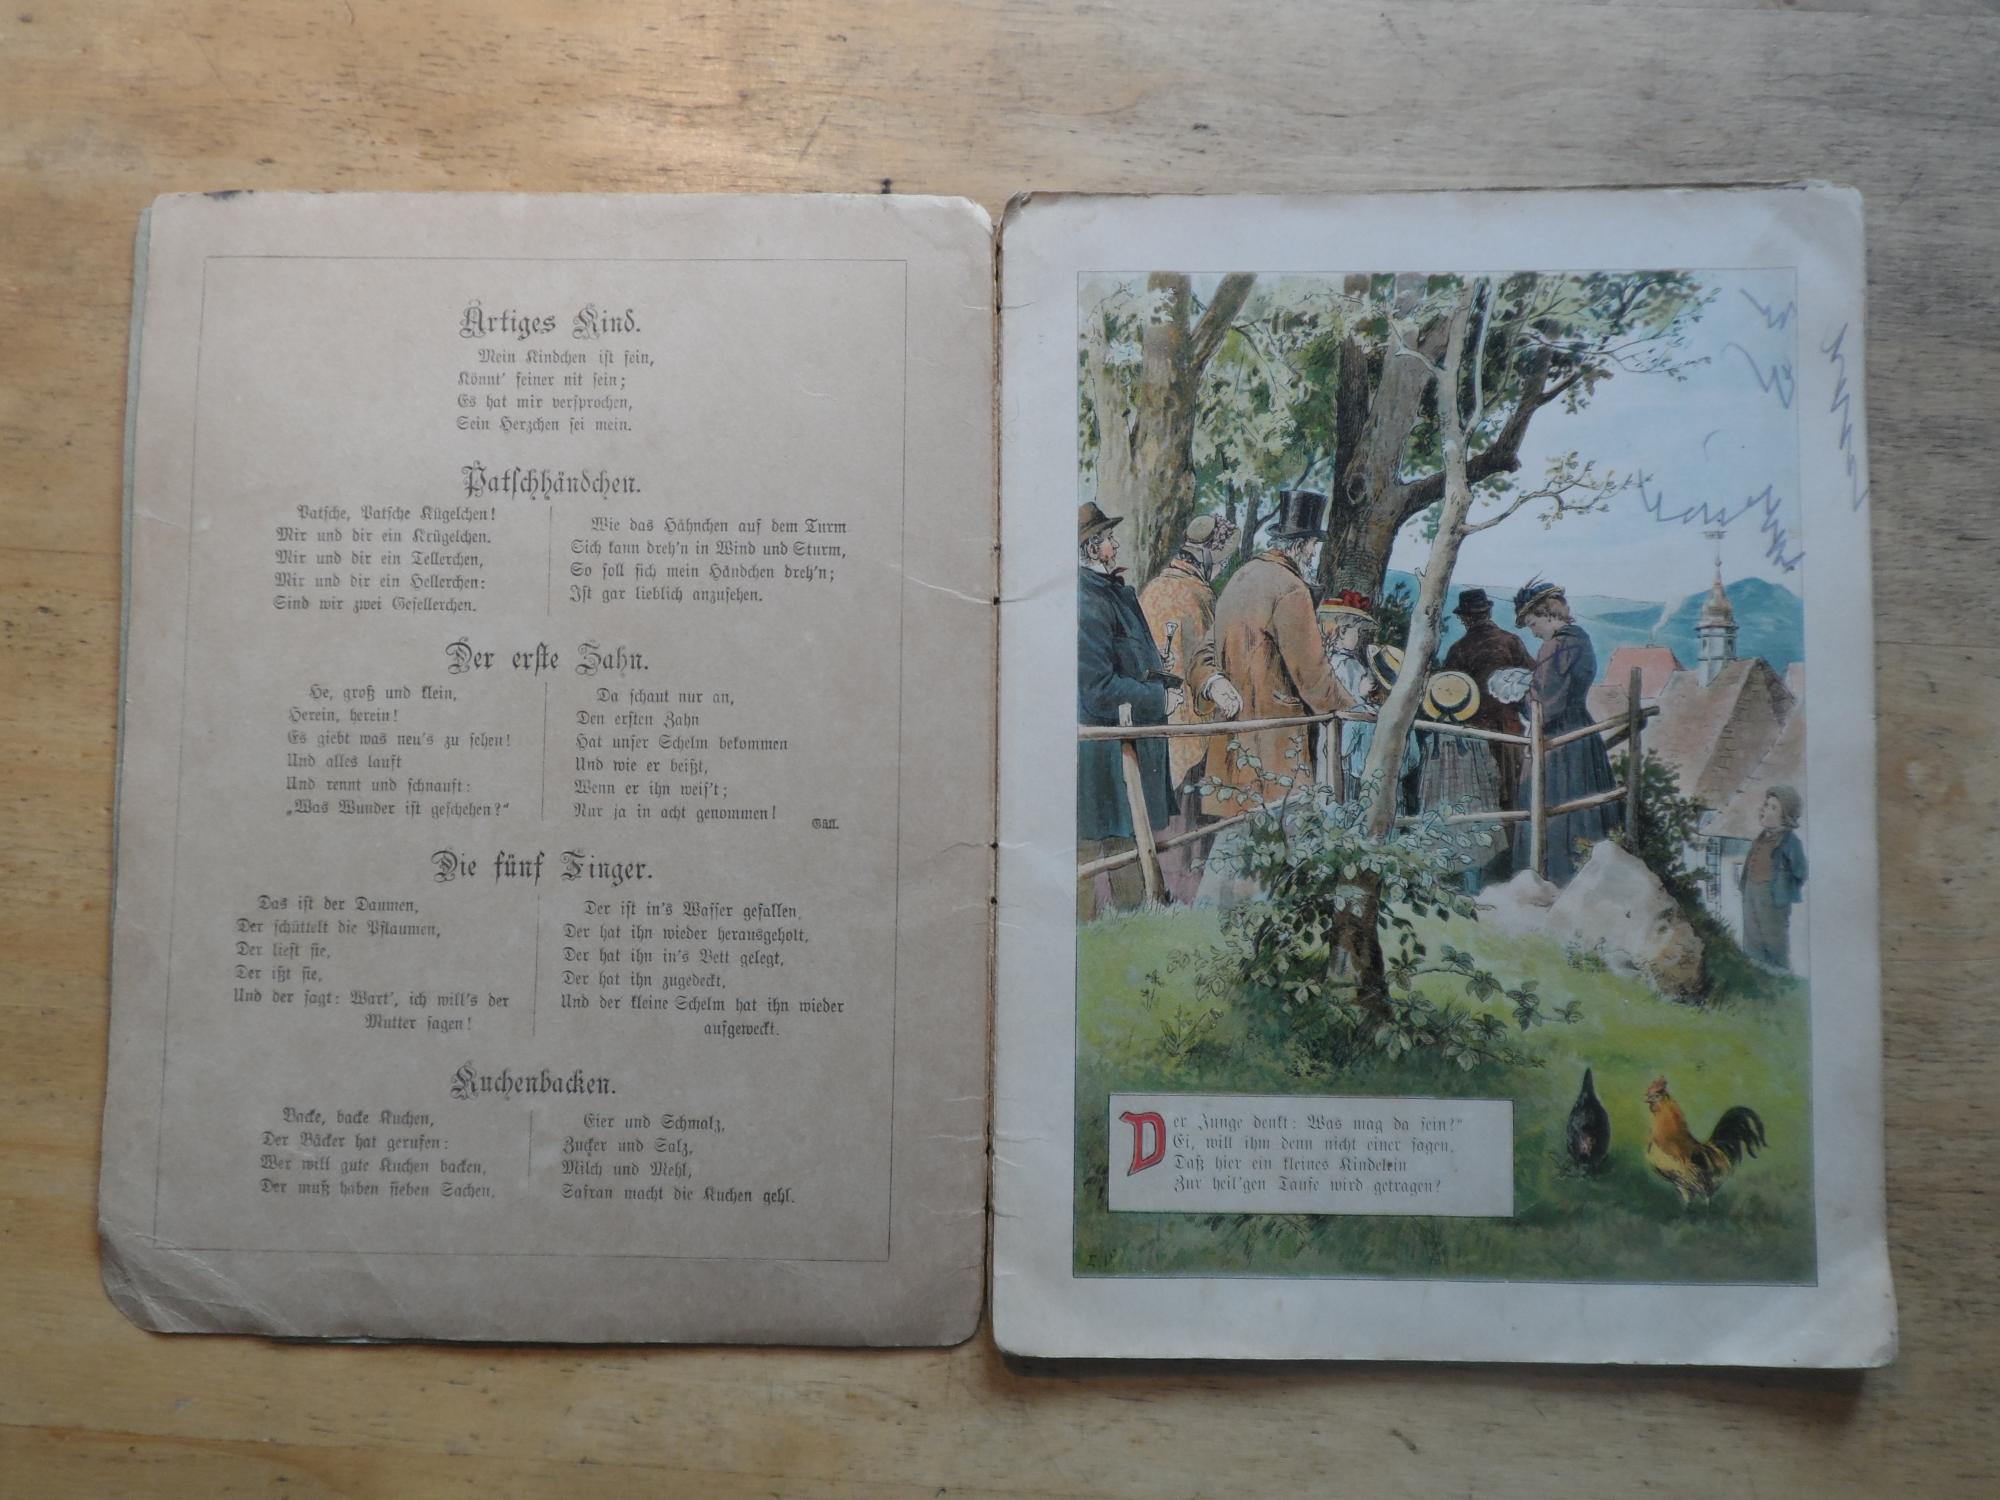 Artiges Kind.
Mein Kindchen ist fein,
Könnt' feiner nit sein;
Es hat mir versprochen,
Sein Herzchen sei mein.
Patschhändchen.
Patsche, Patsche Kügelchen!
Mir und dir ein Krügelchen.
Mir und dir ein Tellerchen,
Mir und dir ein Hellerchen:
Sind wir zwei Gesellerchen.
Wie das Hähnchen auf dem Turm
Sich kann dreh'n in Wind und Sturm,
So soll sich mein Händchen dreh'n;
Ist gar lieblich anzusehen.
Der erste Zahn.
He, groß und klein,
Herein, herein!
Es giebt was neu's zu sehen!
Und alles lauft
Und rennt und schnauft:
„Was Wunder ist geschehen?“
Da schaut nur an,
Den ersten Zahn
Hat unser Schelm bekommen
Und wie er beißt,
Wenn er ihn weis't;
Nur ja in acht genommen!
Güll.
Die fünf Finger.
Das ist der Daumen,
Der schüttelt die Pflaumen,
Der liest sie,
Der ißt sie,
Und der sagt: Wart', ich will's der
Mutter sagen!
Der ist in's Wasser gefallen,
Der hat ihn wieder herausgeholt,
Der hat ihn in's Bett gelegt,
Der hat ihn zugedeckt,
Und der kleine Schelm hat ihn wieder
aufgeweckt.
Kuchenbacken.
Backe, backe Kuchen,
Der Bäcker hat gerufen:
Wer will gute Kuchen backen,
Der muß haben sieben Sachen.
Eier und Schmalz,
Zucker und Salz,
Milch und Mehl,
Safran macht die Kuchen gehl.
Der Junge denkt: Was mag da sein?"
Ei, will ihm denn nicht einer sagen,
Daß hier ein kleines Kindelein
Zur heil'gen Taufe wird getragen?